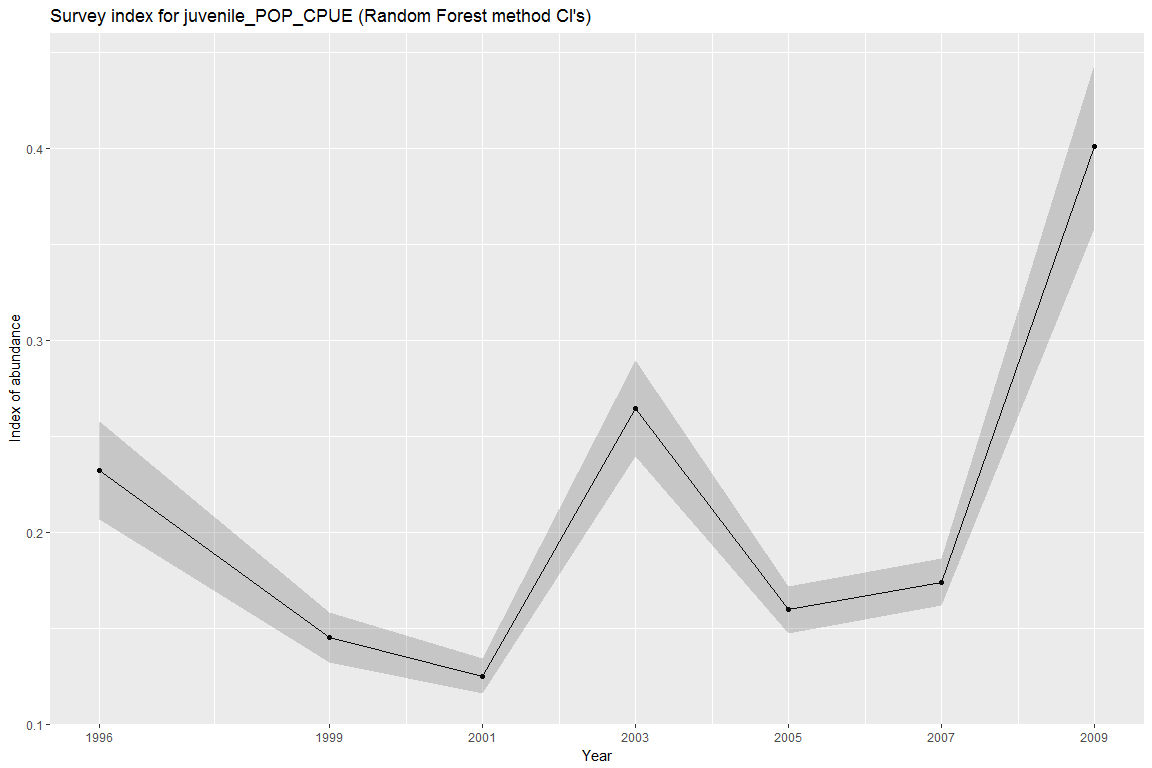 Survey index for juvenile_POP_CPUE (Random Forest method CI's)
Index of abundance
0.4
0.3
0.2
0.1
1996 1999 2001 2003 2005 2007 2009
Year